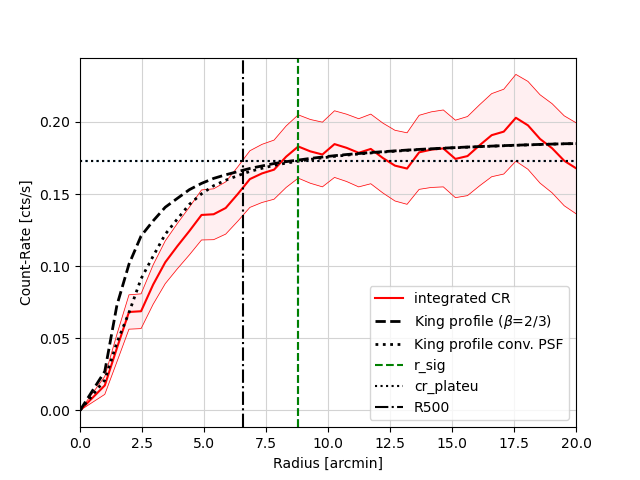 0.20
0.15
0.10
0.05
0.00
Count-Rate [cts/s]
integrated CR
King profile (β=2/3)
King profile conv. PSF
r_sig
cr_plateu
R500
0.0 2.5 5.0 7.5 10.0 12.5 15.0 17.5 20.0
Radius [arcmin]